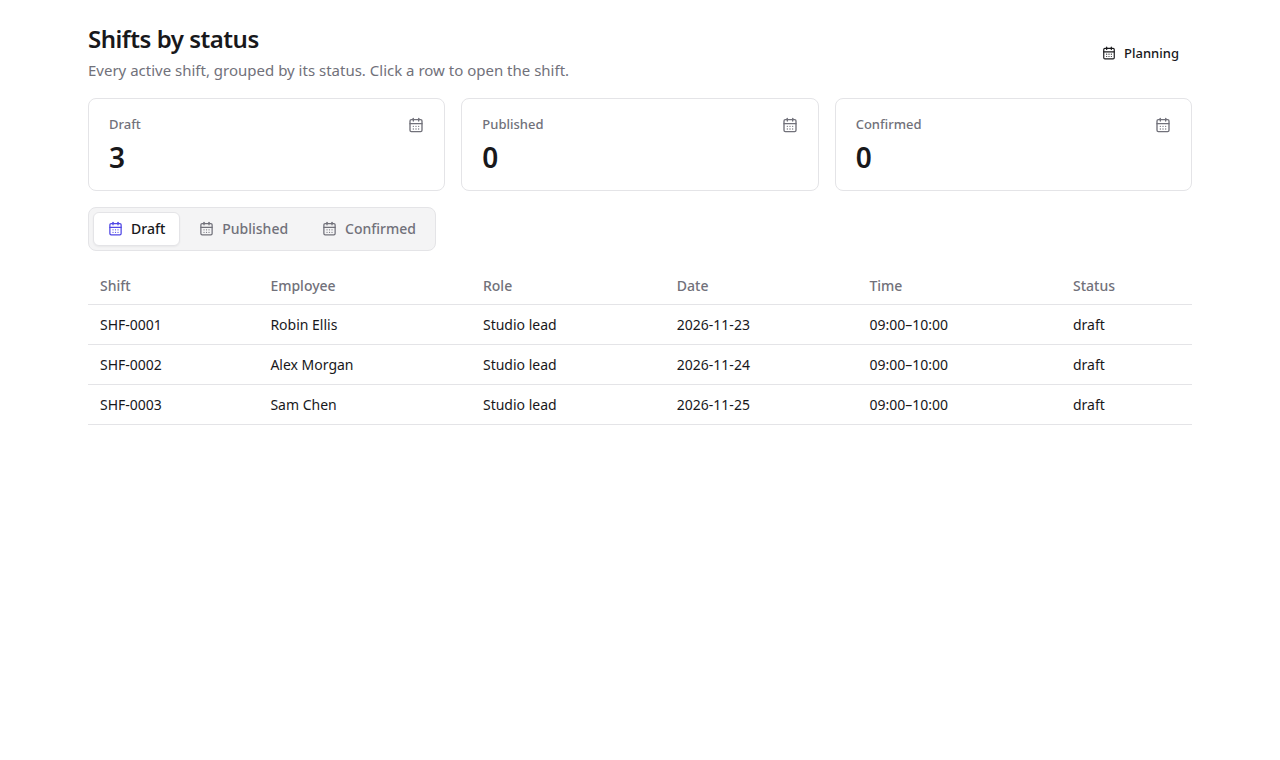 Shifts by status
Planning
Every active shift, grouped by its status. Click a row to open the shift.
Draft
3
Published
0
Confirmed
0
Draft Published Confirmed
Shift Employee Role Date Time Status
SHF-0001 Robin Ellis Studio lead 2026-11-23 09:00–10:00 draft
SHF-0002 Alex Morgan Studio lead 2026-11-24 09:00–10:00 draft
SHF-0003 Sam Chen Studio lead 2026-11-25 09:00–10:00 draft